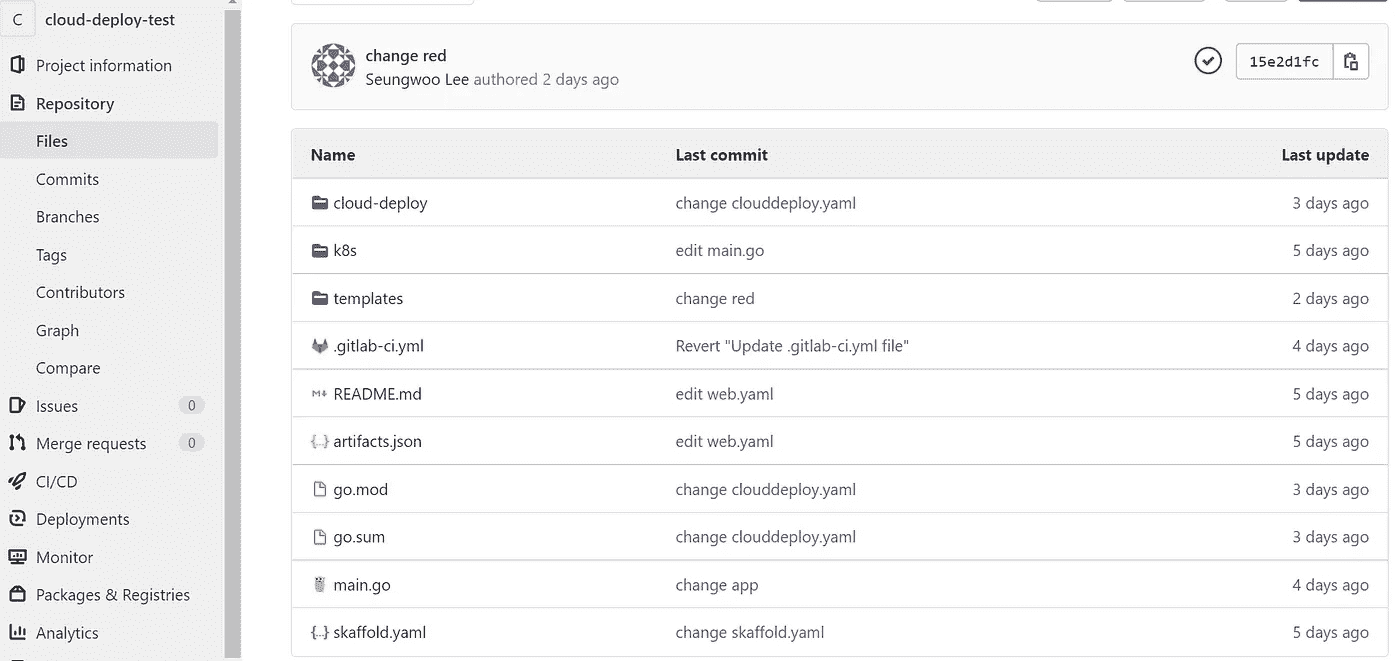 C cloud-deploy-test
Project information
Repository
Files
Commits
Branches
Tags
Contributors
Graph
Compare
Issues 0
Merge requests 0
CI/CD
Deployments
Monitor
Packages & Registries
Analytics
change red
Seungwoo Lee authored 2 days ago
15e2d1fc
Name Last commit Last update
cloud-deploy change clouddeploy.yaml 3 days ago
k8s edit main.go 5 days ago
templates change red 2 days ago
.gitlab-ci.yml Revert "Update .gitlab-ci.yml file" 4 days ago
README.md edit web.yaml 5 days ago
{..} artifacts.json edit web.yaml 5 days ago
go.mod change clouddeploy.yaml 3 days ago
go.sum change clouddeploy.yaml 3 days ago
main.go change app 4 days ago
{..} skaffold.yaml change skaffold.yaml 5 days ago